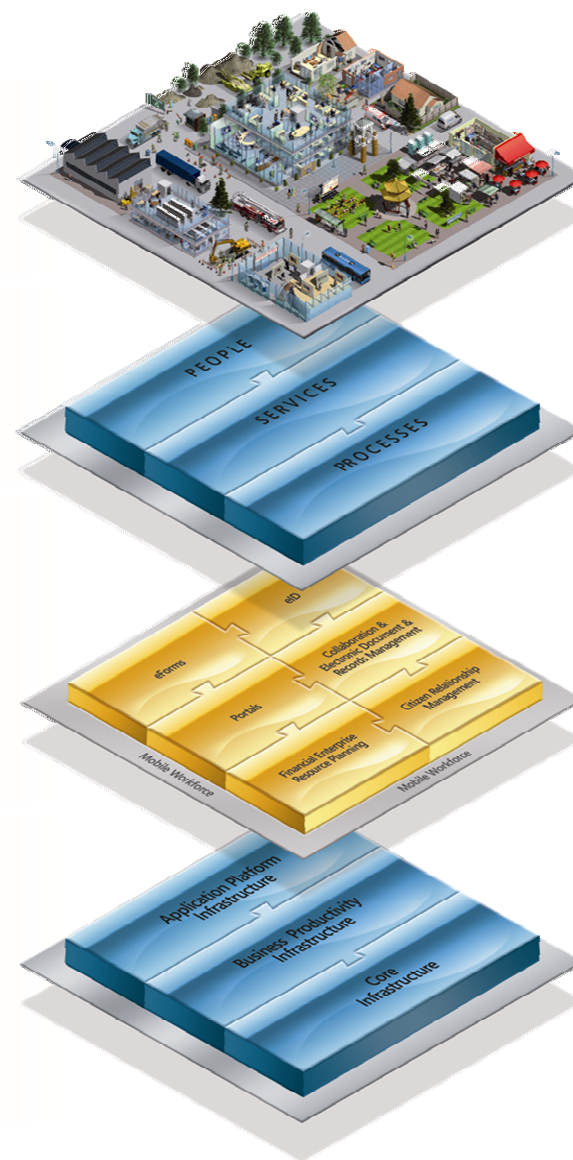 PEOPLE
SERVICES
PROCESSES
eID
eForms
Collaboration &
Electronic Document &
Records Management
Portals
Citizen Relationship
Management
Financial Enterprise
Resource Planning
Mobile Workforce
Mobile Workforce
Application Platform
Infrastructure
Business Productivity
Infrastructure
Core
Infrastructure